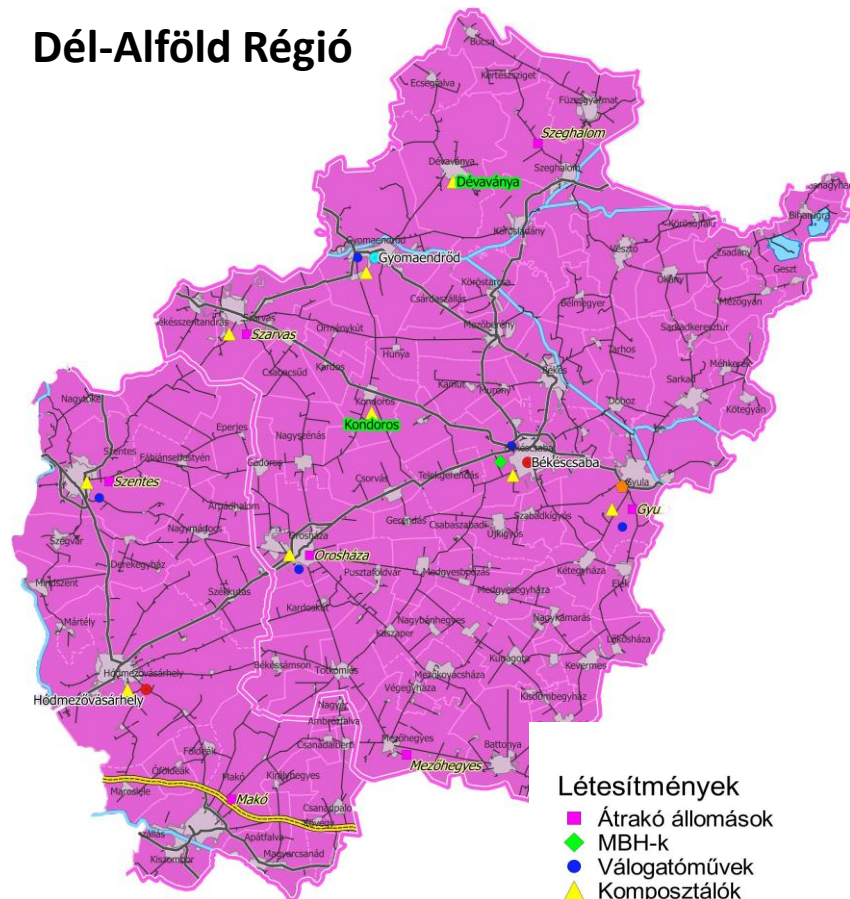 Dél-Alföld Régió
Bucsa
Ecsegfalva
Kertészsziget
Füzesgyarmat
Szeghalom
Dévaványa
Szeghalom
Dévaványa
Biharugra
Körösújfalu
Körösladány
Gyomaendrőd
Vésztő
Zsadány
Gyomaendrőd
Geszt
Okány
Köröstarcsa
Mezőgyán
Csárdaszállás
Bélmegyer
Békésszentandrás
Szarvas
Örménykút
Mezőberény
Sarkadkeresztúr
Szarvas
Hunya
Tarhos
Csabacsűd
Kardos
Méhkerék
Békés
Kamut
Murony
Sarkad
Nagytőke
Kondoros
Doboz
Kötegyán
Eperjes
Kondoros
Szentes
Fábiánsebestyén
Nagyszénás
Békéscsaba
Gádoros
Telekgerendás
Szentes
Csorvás
Gyula
Árpádhalom
Gerendás
Szabadkígyós
Gyu
Nagymágocs
Csabaszabadi
Orosháza
Újkígyós
Szegvár
Orosháza
Derekegyház
Pusztaföldvár
Medgyesbodzás
Kétegyháza
Mindszent
Székkutas
Elek
Medgyesegyháza
Kardoskút
Mártély
Nagybánhegyes
Nagykamarás
Kaszaper
Lőkösháza
Békéssámson
Kunágota
Kevermes
Hódmezővásárhely
Tótkomlós
Mezőkovácsháza
Végegyháza
Kisdombegyház
Hódmezővásárhely
Nagyér
Ambrózfalva
Csanádalberti
Mezőhegyes
Battonya
Földeák
Mezőhegyes
Óföldeák
Makó
Királyhegyes
Maroslele
Makó
Csanádpalota
Kövegy
Apátfalva
Kiszombor
Magyarcsanád
Létesítmények
Átrakó állomások
MBH-k
Válogatóművek
Komposztálók